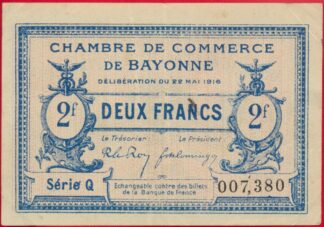 CHAMBRE DE COMMERCE
DE BAYONNE
DÉLIBÉRATION DU 22 MAI 1916
2f DEUX FRANCS 2f
Le Trésorier Le Président
Série Q
Echangeable contre des billets
de la Banque de France
007,380